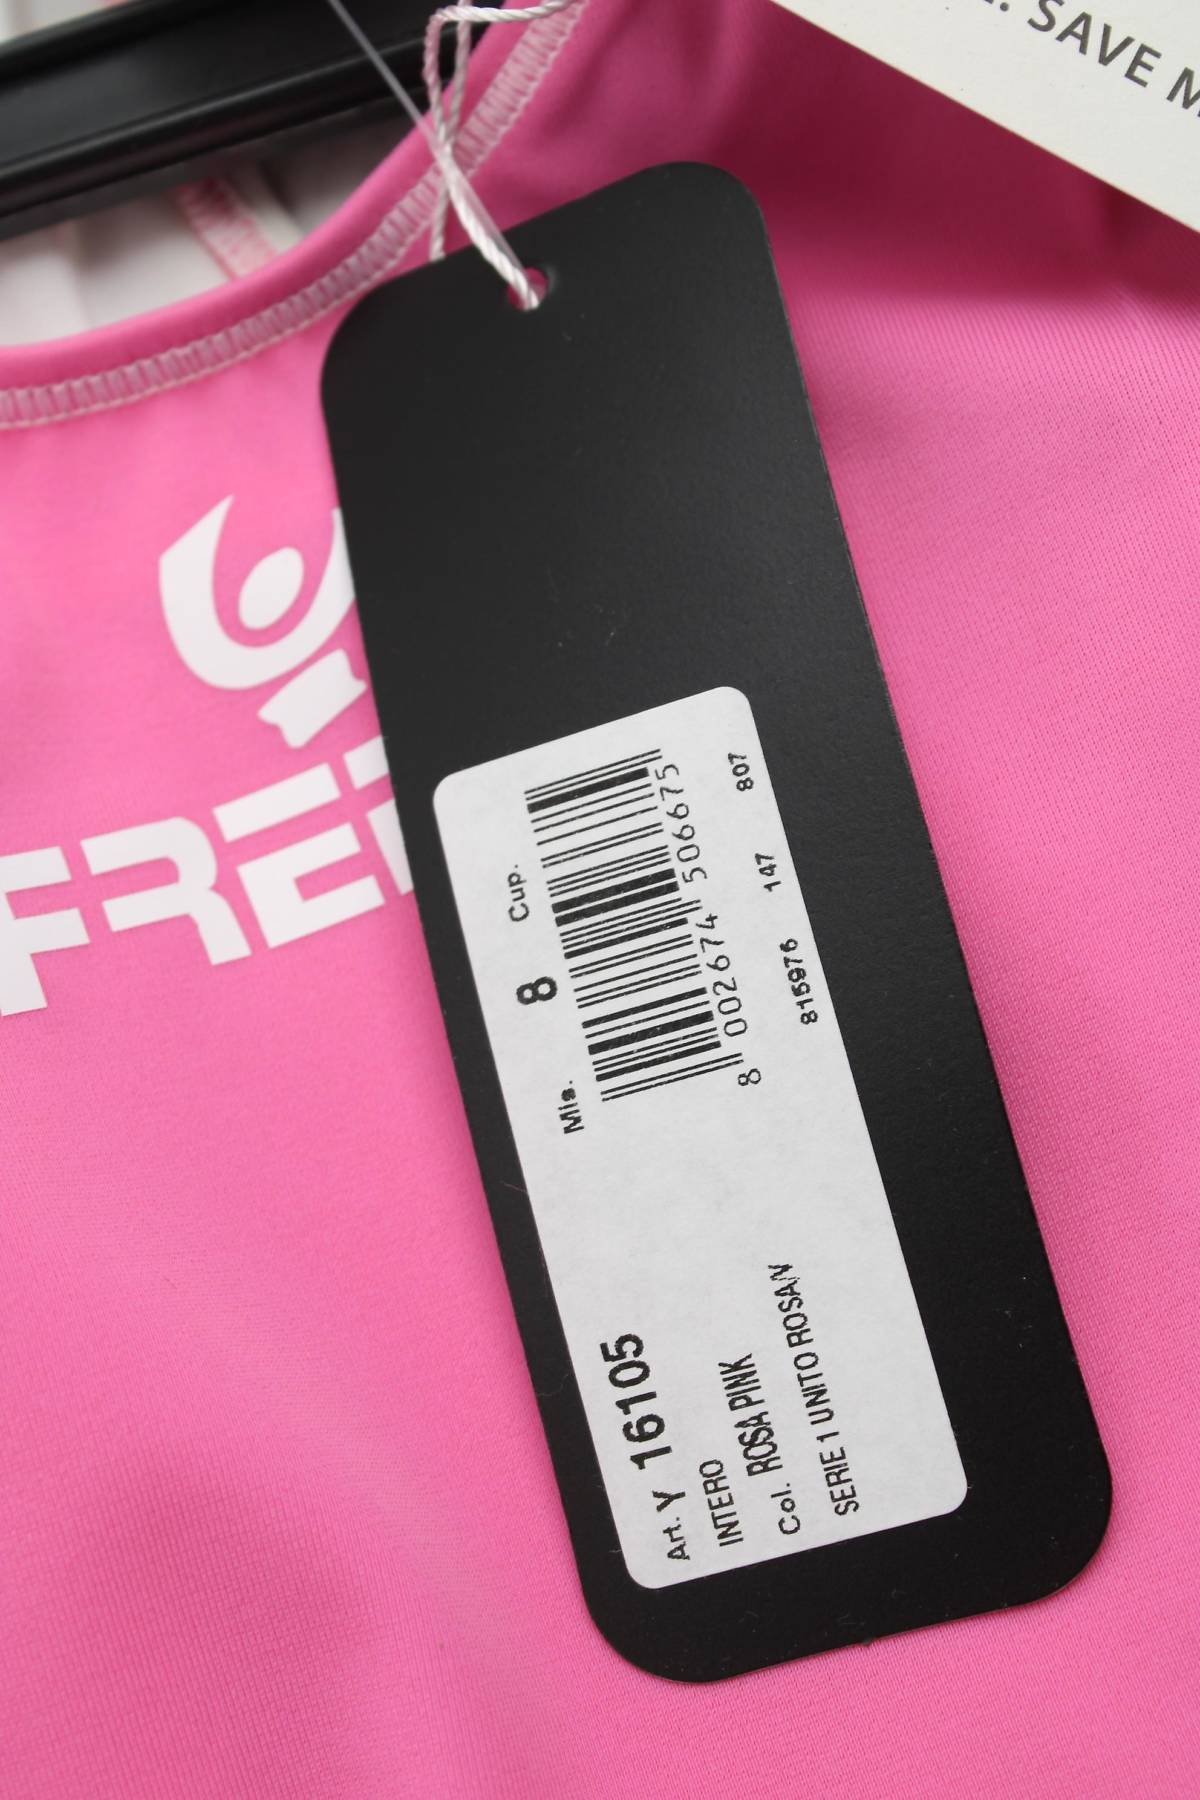 SAVE
FREE
Art. Y 16105
INTERO
Col. ROSA PINK
SERIE 1 UNITO ROSAN
Mis. 8 Cup.
8 002674 506675
815976 147 807